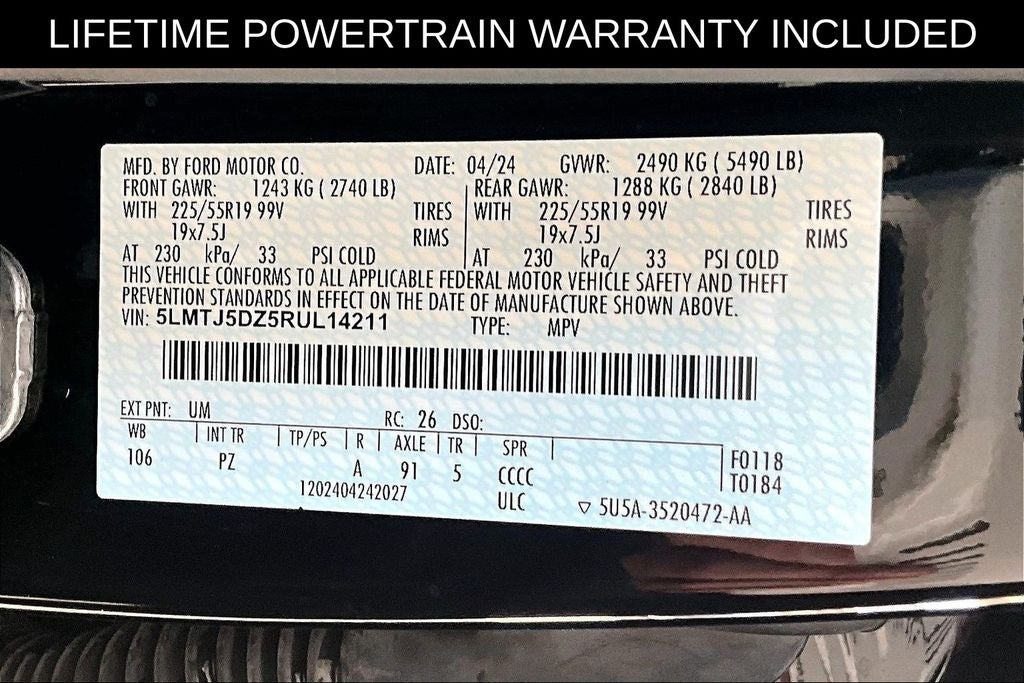 LIFETIME POWERTRAIN WARRANTY INCLUDED
MFD. BY FORD MOTOR CO. DATE: 04/24 GVWR: 2490 KG ( 5490 LB)
FRONT GAWR: 1243 KG ( 2740 LB) REAR GAWR: 1288 KG ( 2840 LB)
WITH 225/55R19 99V TIRES WITH 225/55R19 99V TIRES
19x7.5J RIMS 19x7.5J RIMS
AT 230 kPa/ 33 PSI COLD AT 230 kPa/ 33 PSI COLD
THIS VEHICLE CONFORMS TO ALL APPLICABLE FEDERAL MOTOR VEHICLE SAFETY AND THEFT
PREVENTION STANDARDS IN EFFECT ON THE DATE OF MANUFACTURE SHOWN ABOVE.
VIN: 5LMTJ5DZ5RUL14211 TYPE: MPV
EXT PNT: UM RC: 26 DSO:
WB INT TR TP/PS R AXLE TR SPR F0118
106 PZ A 91 5 CCCC T0184
1202404242027 ULC ▽ 5U5A-3520472-AA